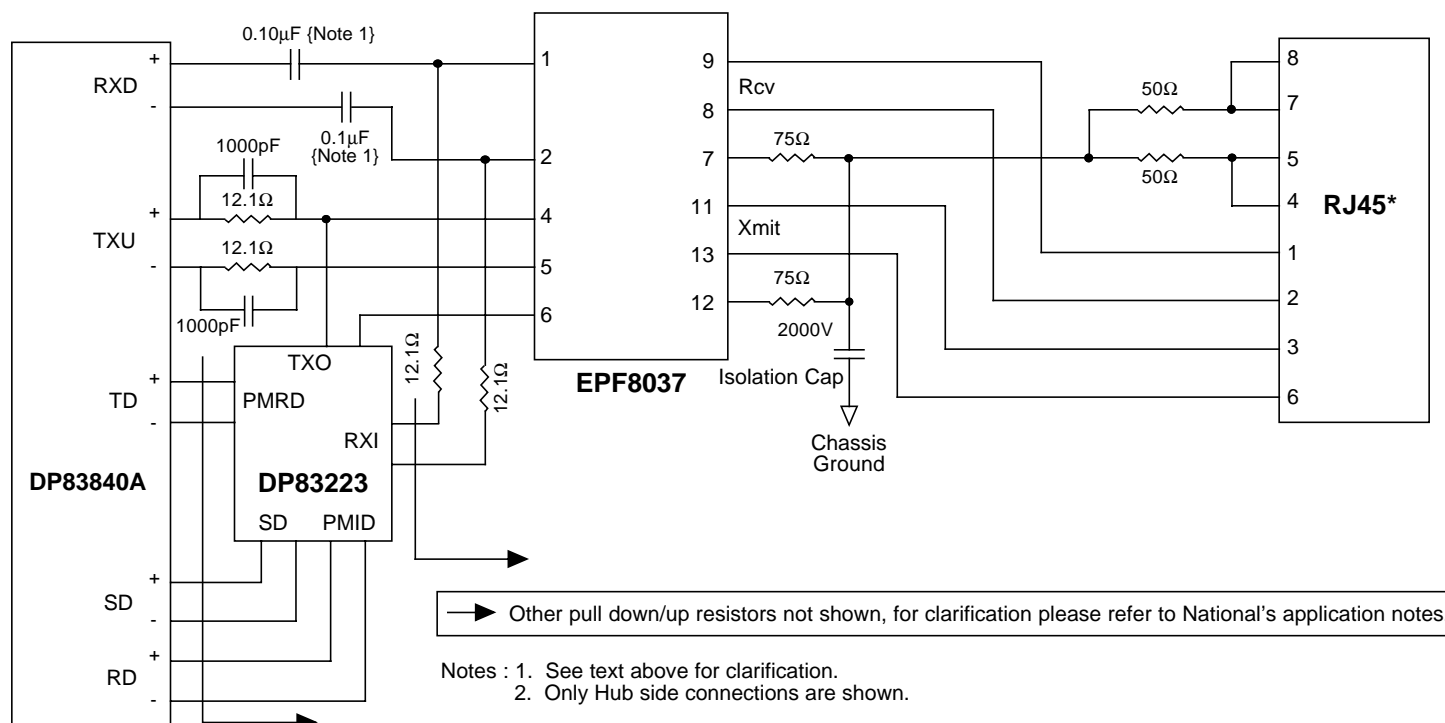 0.10µF {Note 1}
+
RXD
-
0.1µF
{Note 1}
1000pF
12.1Ω
+
TXU
12.1Ω
-
1000pF
1
2
4
5
6
9
Rcv
8
7
11
Xmit
13
12
EPF8037
75Ω
75Ω
2000V
Isolation Cap
Chassis
Ground
50Ω
50Ω
8
7
5
4
RJ45*
1
2
3
6
12.1Ω
12.1Ω
+
TD
-
TXO
PMRD
RXI
DP83840A
DP83223
SD PMID
+
SD
-
+
RD
-
Other pull down/up resistors not shown, for clarification please refer to National's application notes
Notes : 1. See text above for clarification.
2. Only Hub side connections are shown.